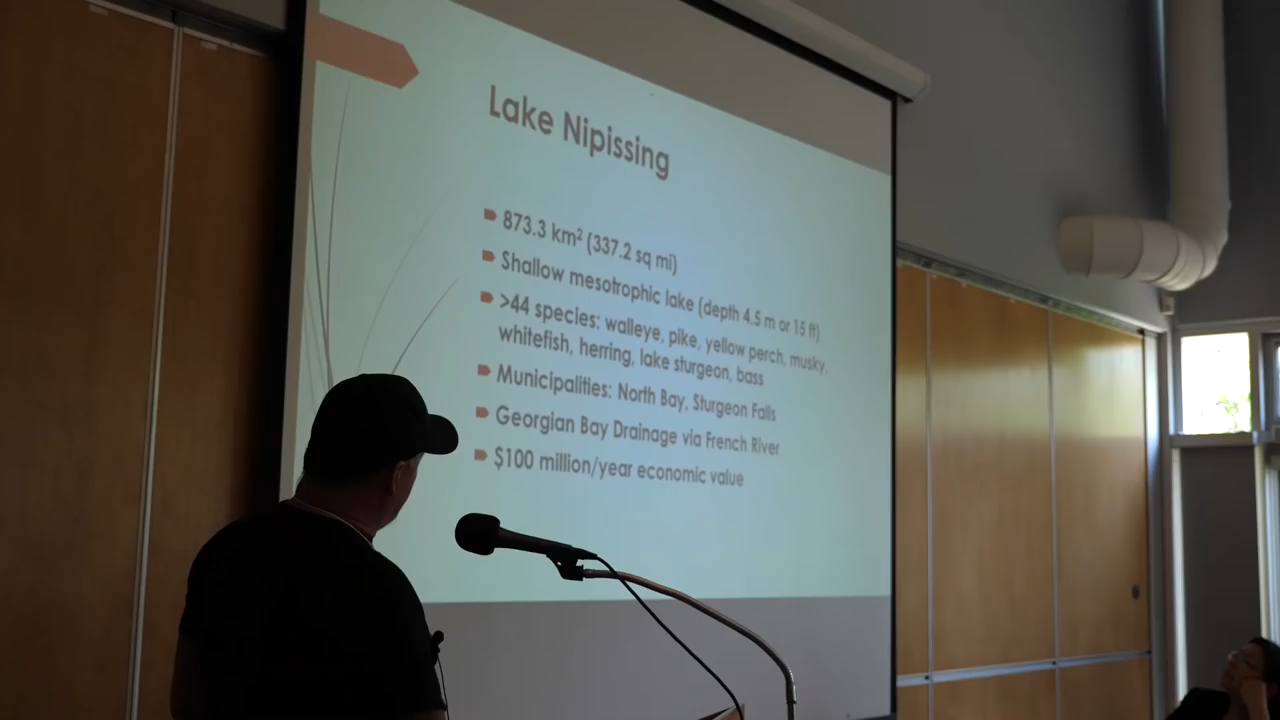 Lake Nipissing
873.3 km² (337.2 sq mi)
Shallow mesotrophic lake (depth 4.5 m or 15 ft)
>44 species: walleye, pike, yellow perch, musky,
whitefish, herring, lake sturgeon, bass
Municipalities: North Bay, Sturgeon Falls
Georgian Bay Drainage via French River
$100 million/year economic value